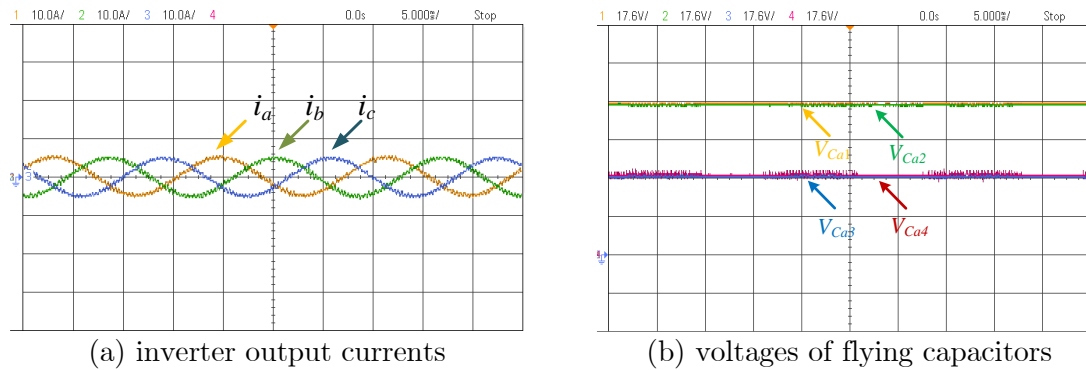 1 10.0A/ 2 10.0A/ 3 10.0A/ 4 0.0s 5.000ms/ Stop
i_a i_b i_c
3
(a) inverter output currents
1 17.6V/ 2 17.6V/ 3 17.6V/ 4 17.6V/ 0.0s 5.000ms/ Stop
V_Ca1 V_Ca2
V_Ca3 V_Ca4
(b) voltages of flying capacitors